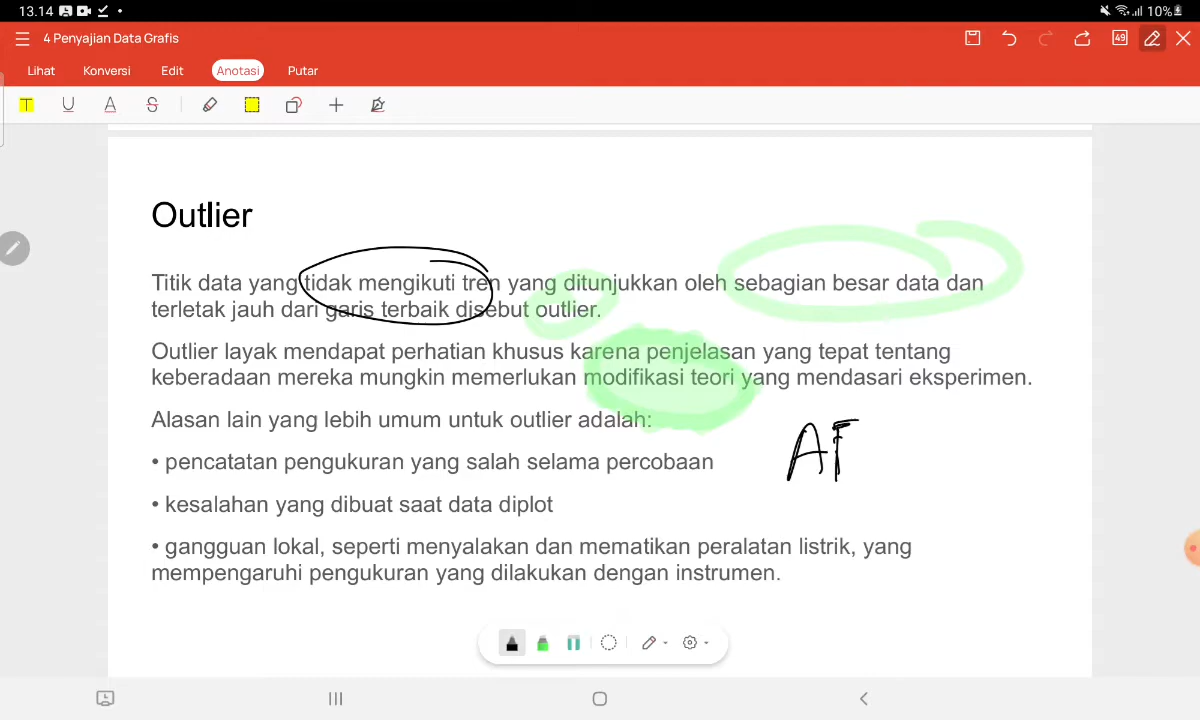 13.14 10%
4 Penyajian Data Grafis 49
Lihat Konversi Edit Anotasi Putar
T U A S
Outlier
Titik data yang tidak mengikuti tren yang ditunjukkan oleh sebagian besar data dan
terletak jauh dari garis terbaik disebut outlier.
Outlier layak mendapat perhatian khusus karena penjelasan yang tepat tentang
keberadaan mereka mungkin memerlukan modifikasi teori yang mendasari eksperimen.
Alasan lain yang lebih umum untuk outlier adalah:
• pencatatan pengukuran yang salah selama percobaan
AF
• kesalahan yang dibuat saat data diplot
• gangguan lokal, seperti menyalakan dan mematikan peralatan listrik, yang
mempengaruhi pengukuran yang dilakukan dengan instrumen.